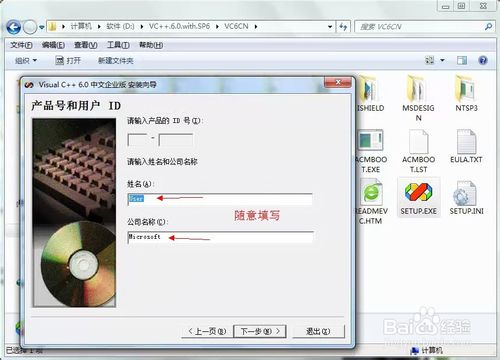 计算机 ▸ 软件 (D:) ▸ VC++.6.0.with.SP6 ▸ VC6CN
搜索 VC6CN
文件(F) 编辑(E) 查看(V) 工具(T) 帮助(H)
组织 打开 新建文件夹
Visual C++ 6.0 中文企业版 安装向导
产品号和用户 ID
请输入产品的 ID 号(I):
-
请输入姓名和公司名称
姓名(A):
User
随意填写
公司名称(C):
Microsoft
<上一页(B) 下一步(N)> 退出(X)
ISHIELD
MSDESIGN
NTSP3
ACMBOOT.EXE
ACMBOOT.LST
EULA.TXT
READMEVC.HTM
SETUP.EXE
SETUP.INI
已选择 1 项
计算机
Baidu经验